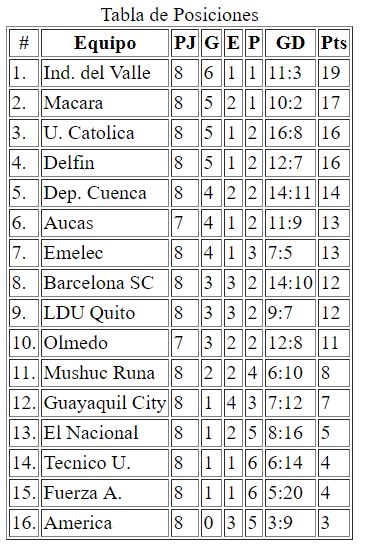 Tabla de Posiciones
# Equipo PJ G E P GD Pts
1. Ind. del Valle 8 6 1 1 11:3 19
2. Macara 8 5 2 1 10:2 17
3. U. Catolica 8 5 1 2 16:8 16
4. Delfin 8 5 1 2 12:7 16
5. Dep. Cuenca 8 4 2 2 14:11 14
6. Aucas 7 4 1 2 11:9 13
7. Emelec 8 4 1 3 7:5 13
8. Barcelona SC 8 3 3 2 14:10 12
9. LDU Quito 8 3 3 2 9:7 12
10. Olmedo 7 3 2 2 12:8 11
11. Mushuc Runa 8 2 2 4 6:10 8
12. Guayaquil City 8 1 4 3 7:12 7
13. El Nacional 8 1 2 5 8:16 5
14. Tecnico U. 8 1 1 6 6:14 4
15. Fuerza A. 8 1 1 6 5:20 4
16. America 8 0 3 5 3:9 3